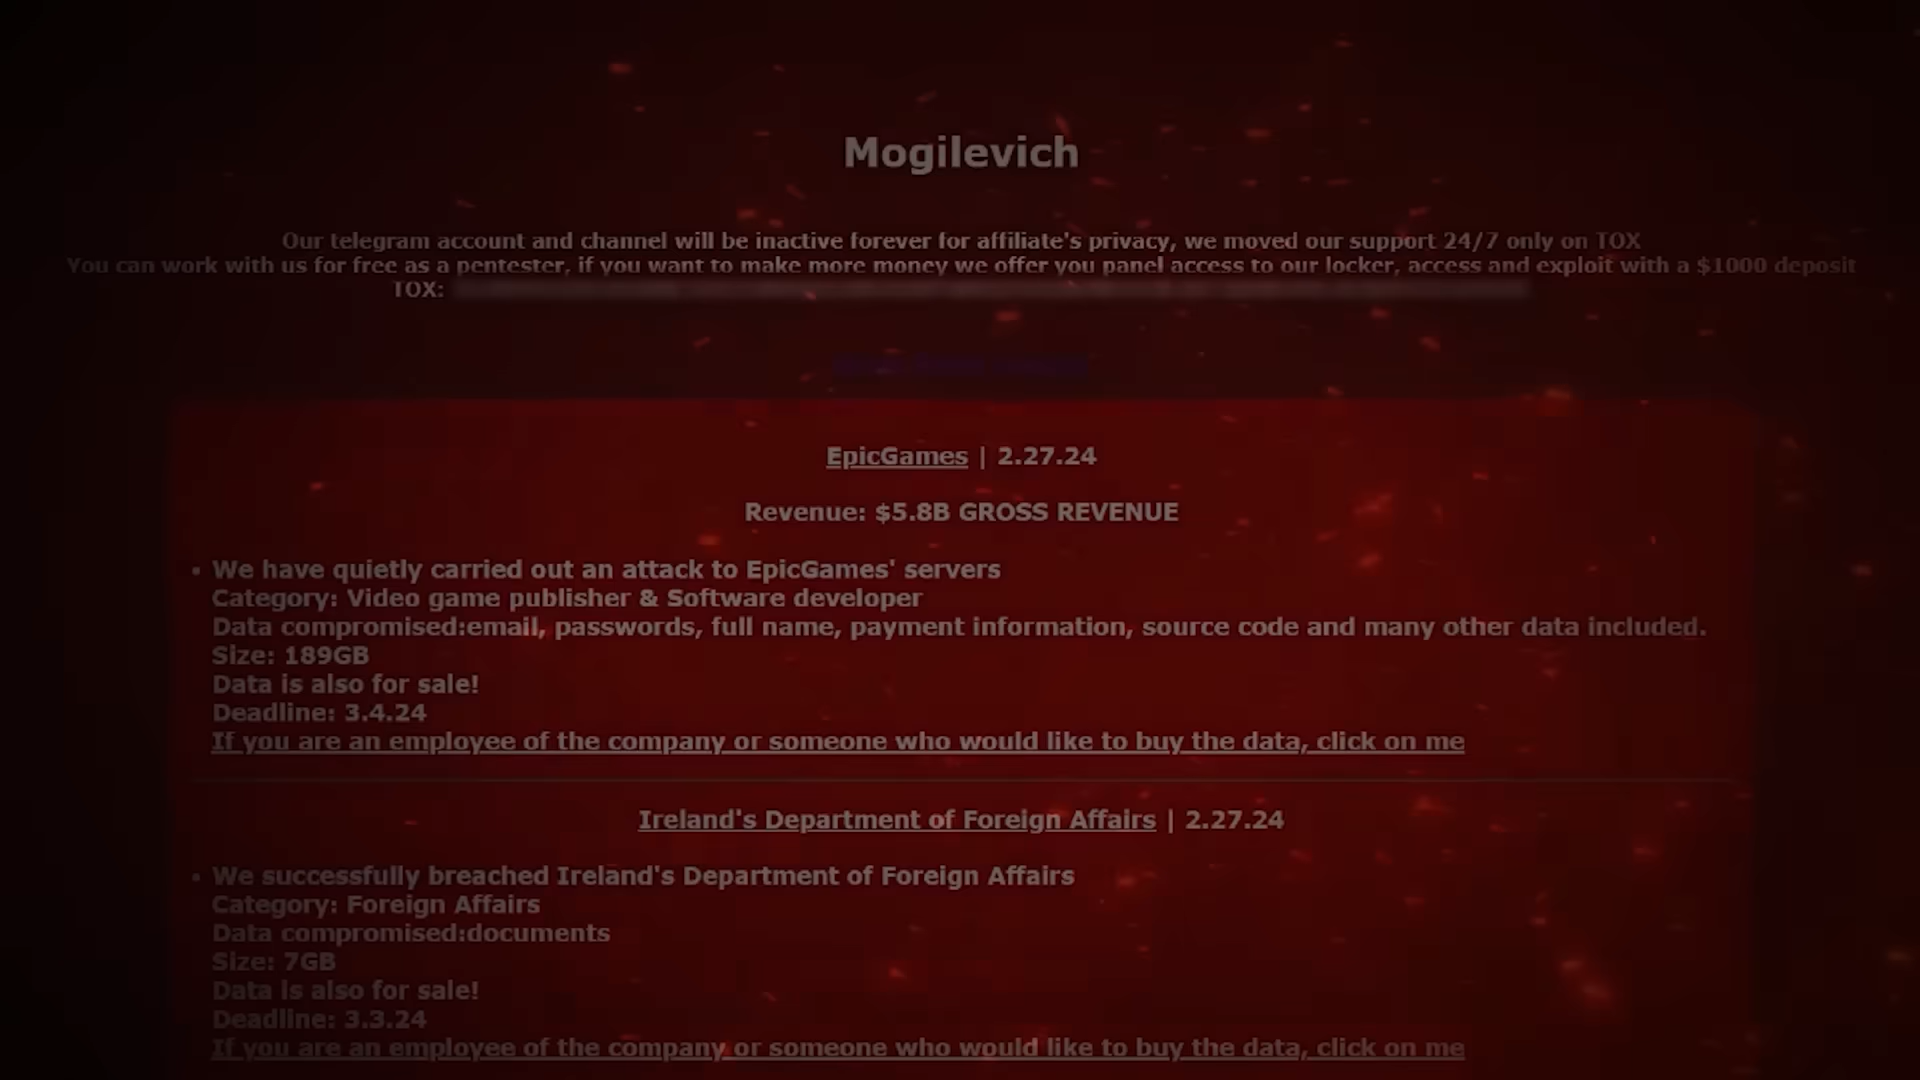 Mogilevich
Our telegram account and channel will be inactive forever for affiliate's privacy, we moved our support 24/7 only on TOX
You can work with us for free as a pentester, if you want to make more money we offer you panel access to our locker, access and exploit with a $1000 deposit
TOX:
EpicGames | 2.27.24
Revenue: $5.8B GROSS REVENUE
• We have quietly carried out an attack to EpicGames' servers
Category: Video game publisher & Software developer
Data compromised:email, passwords, full name, payment information, source code and many other data included.
Size: 189GB
Data is also for sale!
Deadline: 3.4.24
If you are an employee of the company or someone who would like to buy the data, click on me
Ireland's Department of Foreign Affairs | 2.27.24
• We successfully breached Ireland's Department of Foreign Affairs
Category: Foreign Affairs
Data compromised:documents
Size: 7GB
Data is also for sale!
Deadline: 3.3.24
If you are an employee of the company or someone who would like to buy the data, click on me